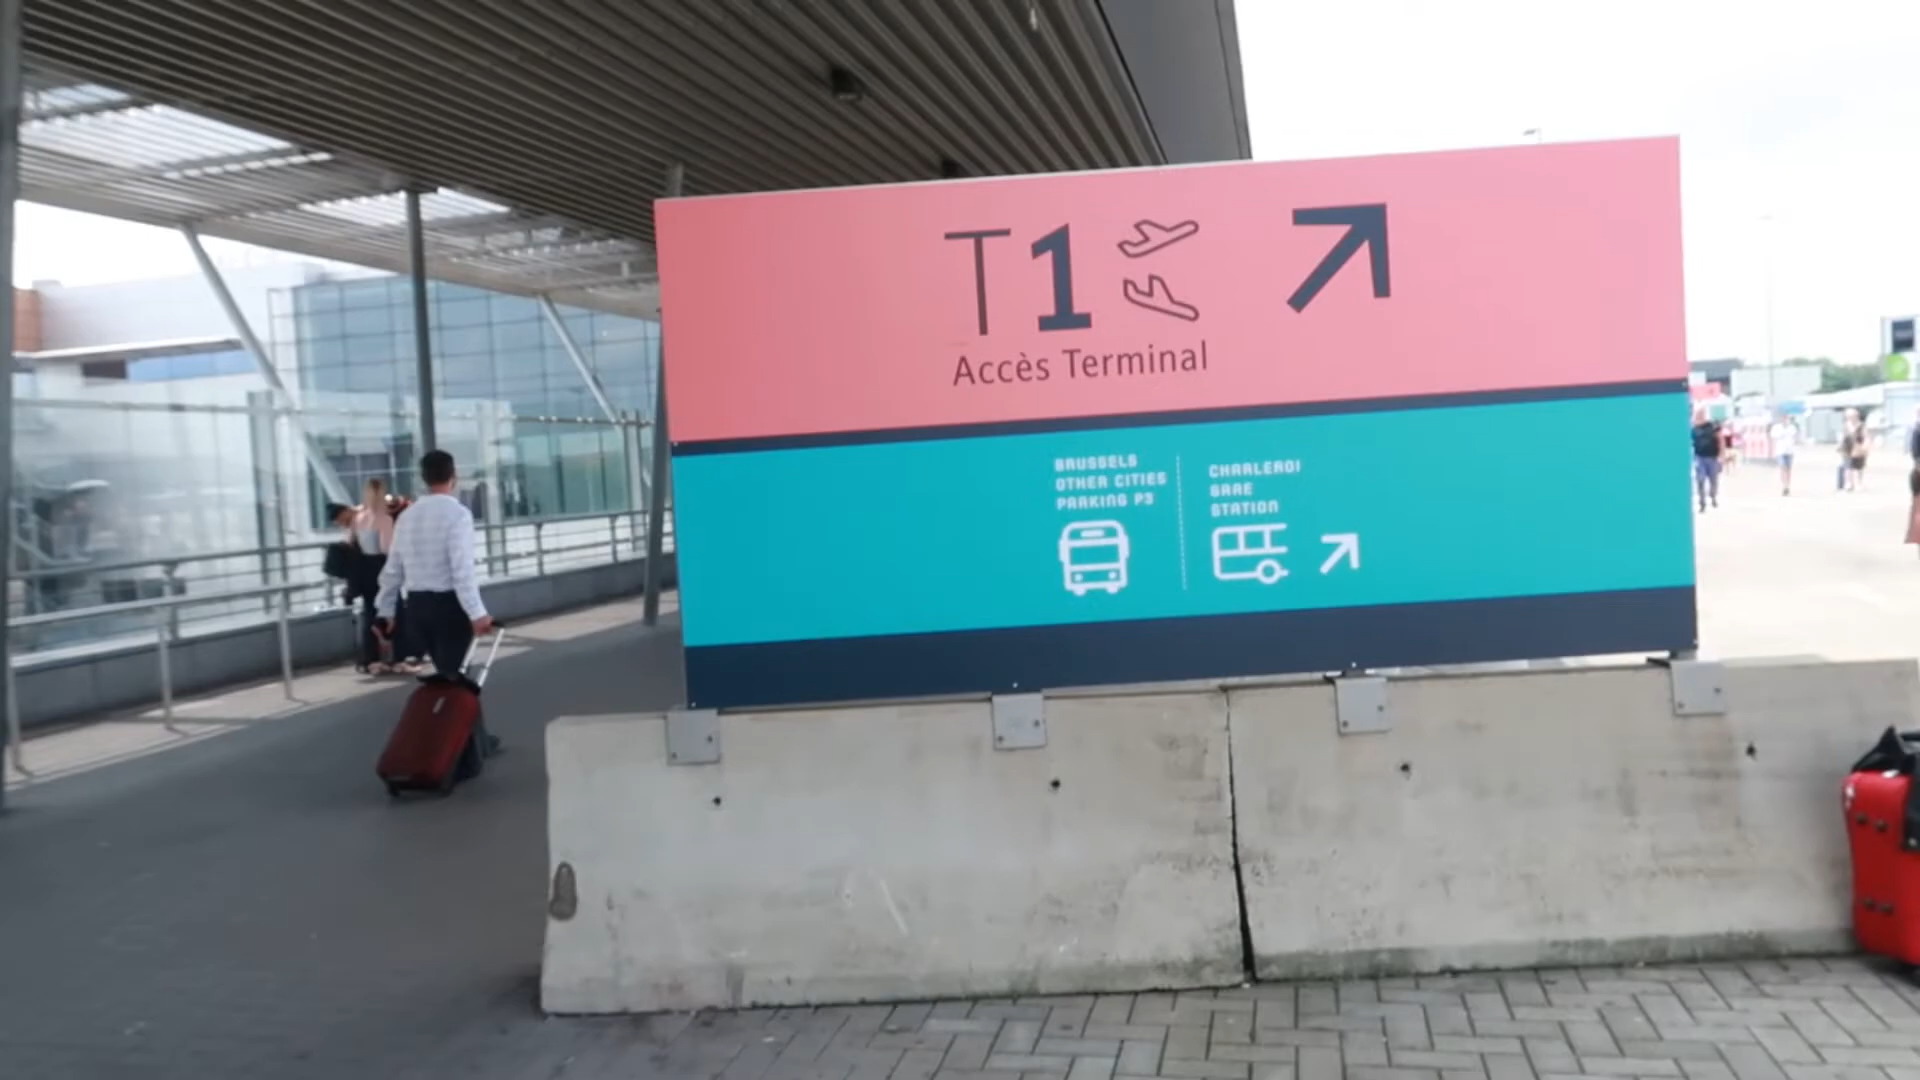 T1
Accès Terminal
BRUSSELS
OTHER CITIES
PARKING P3
CHARLEROI
GARE
STATION